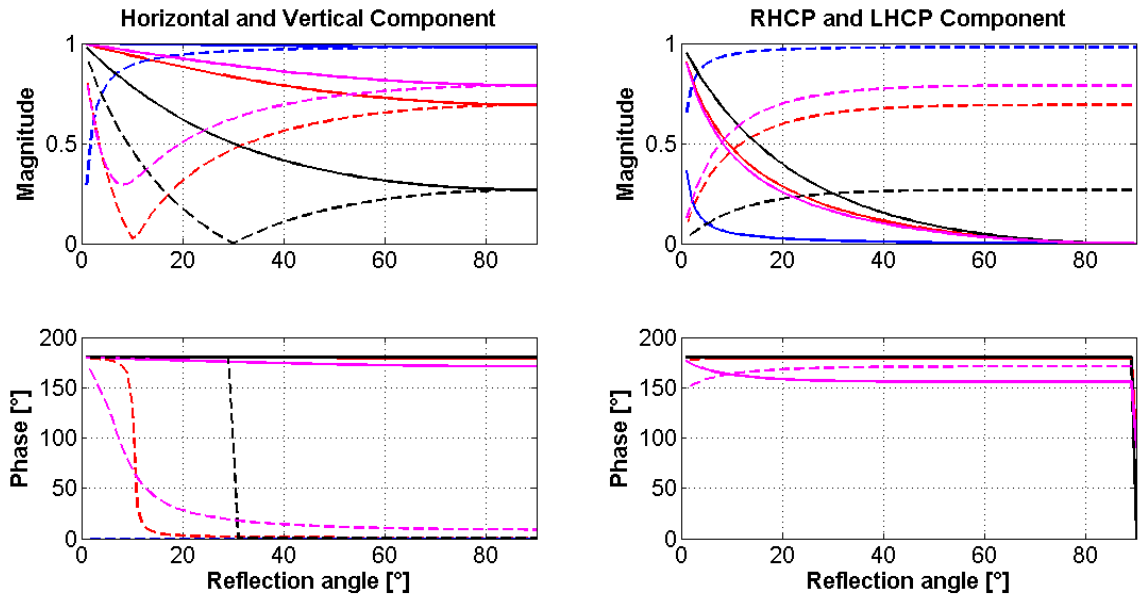 Horizontal and Vertical Component
1
0.5
0
Magnitude
0 20 40 60 80
200
150
100
50
0
Phase [°]
0 20 40 60 80
Reflection angle [°]
RHCP and LHCP Component
1
0.5
0
Magnitude
0 20 40 60 80
200
150
100
50
0
Phase [°]
0 20 40 60 80
Reflection angle [°]